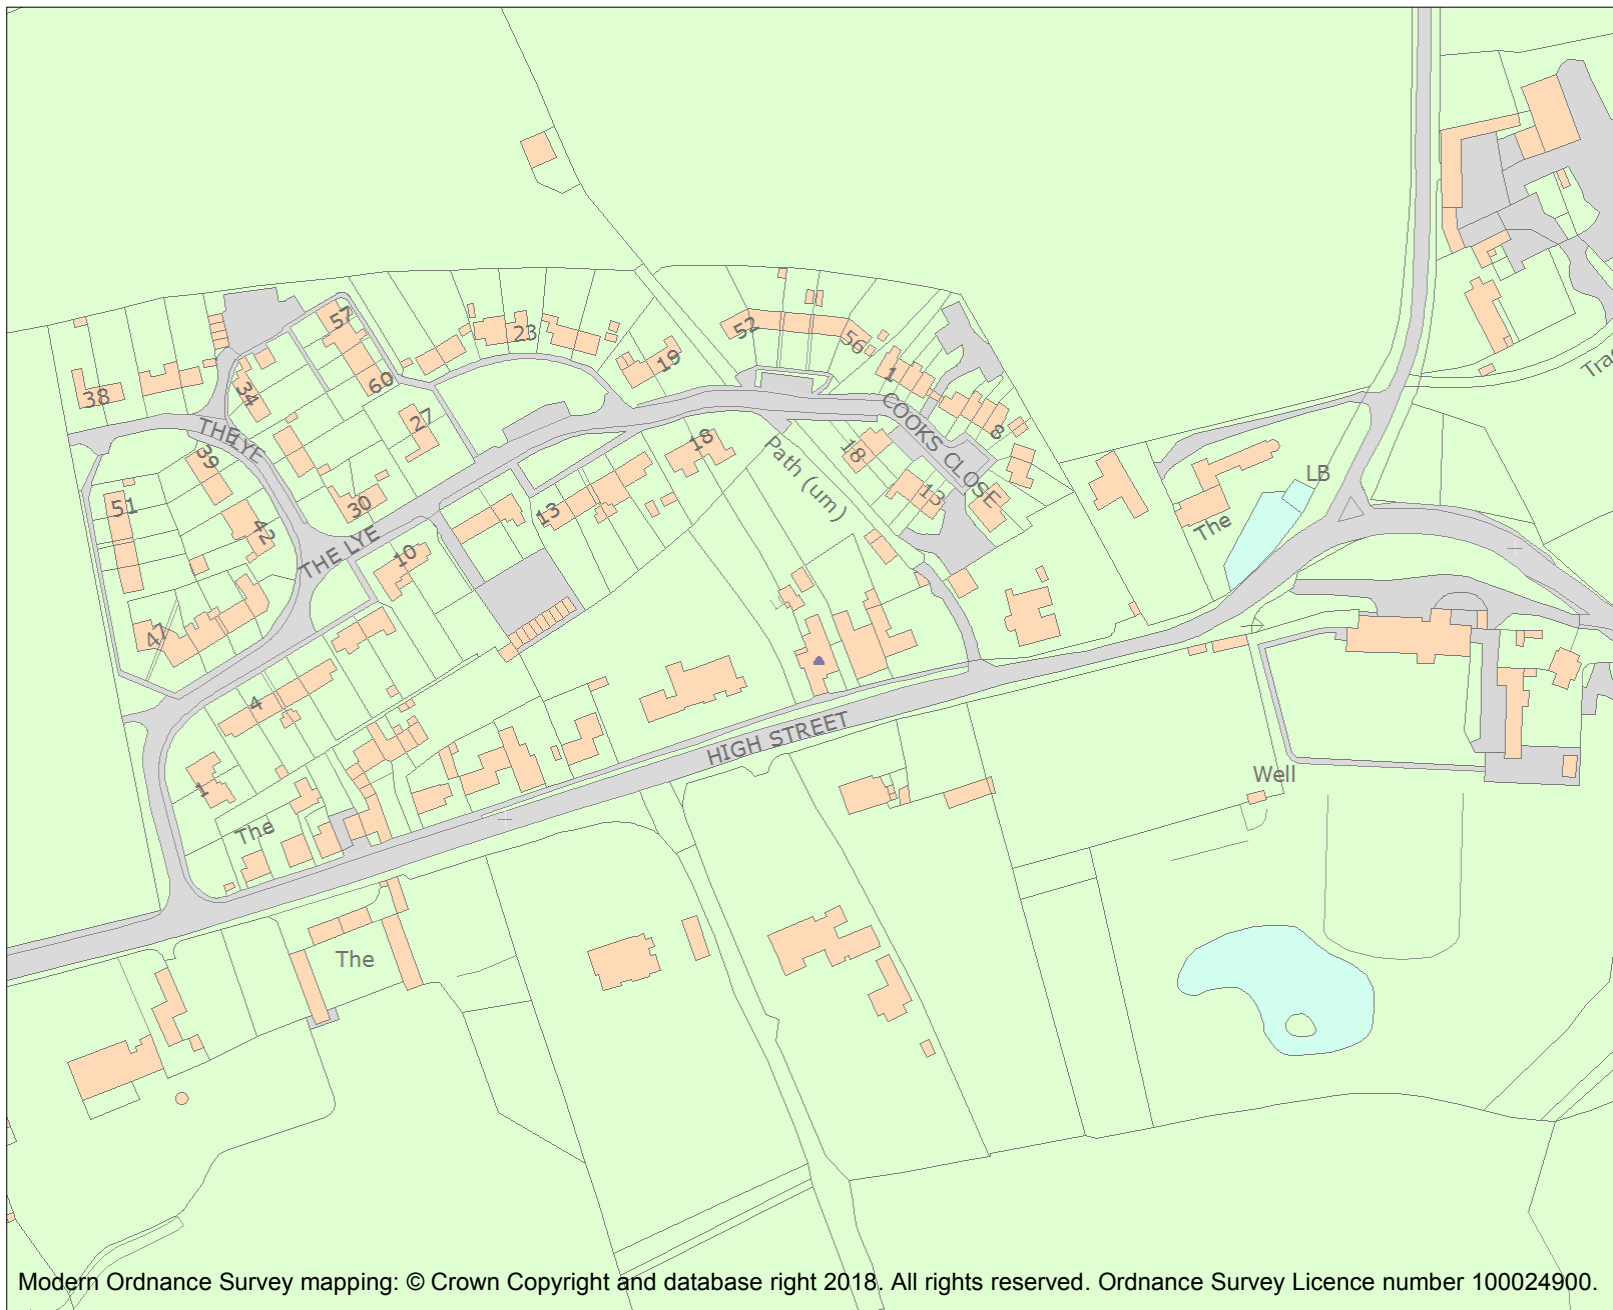 57
52
23
56
19
60
1
38
34
27
THE
LYE
COOKS CLOSE
8
18
18
39
Path (um)
LB
13
51
30
13
42
The
THE LYE
10
47
4
HIGH STREET
Well
1
The
The
Modern Ordnance Survey mapping: © Crown Copyright and database right 2018. All rights reserved. Ordnance Survey Licence number 100024900.